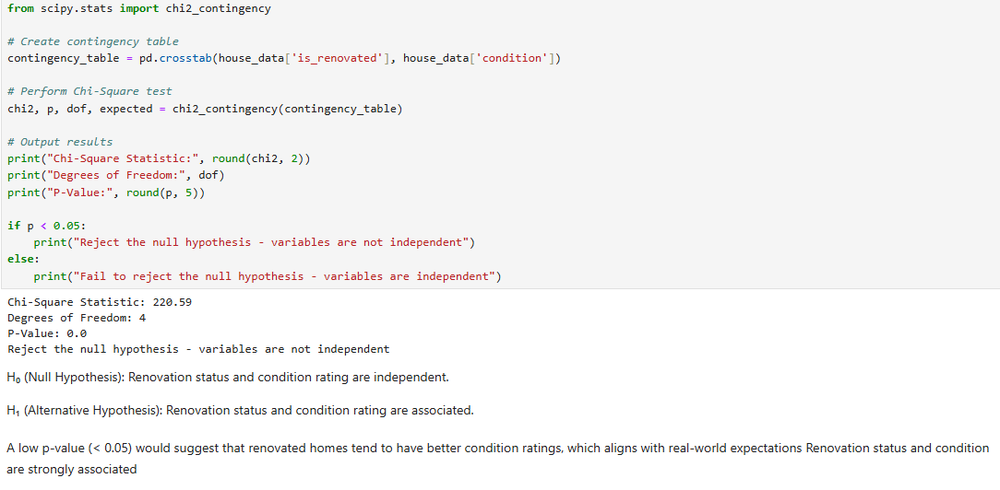 from scipy.stats import chi2_contingency
# Create contingency table
contingency_table = pd.crosstab(house_data['is_renovated'], house_data['condition'])
# Perform Chi-Square test
chi2, p, dof, expected = chi2_contingency(contingency_table)
# Output results
print("Chi-Square Statistic:", round(chi2, 2))
print("Degrees of Freedom:", dof)
print("P-Value:", round(p, 5))
if p < 0.05:
    print("Reject the null hypothesis - variables are not independent")
else:
    print("Fail to reject the null hypothesis - variables are independent")
Chi-Square Statistic: 220.59
Degrees of Freedom: 4
P-Value: 0.0
Reject the null hypothesis - variables are not independent
H₀ (Null Hypothesis): Renovation status and condition rating are independent.
H₁ (Alternative Hypothesis): Renovation status and condition rating are associated.
A low p-value (< 0.05) would suggest that renovated homes tend to have better condition ratings, which aligns with real-world expectations Renovation status and condition
are strongly associated